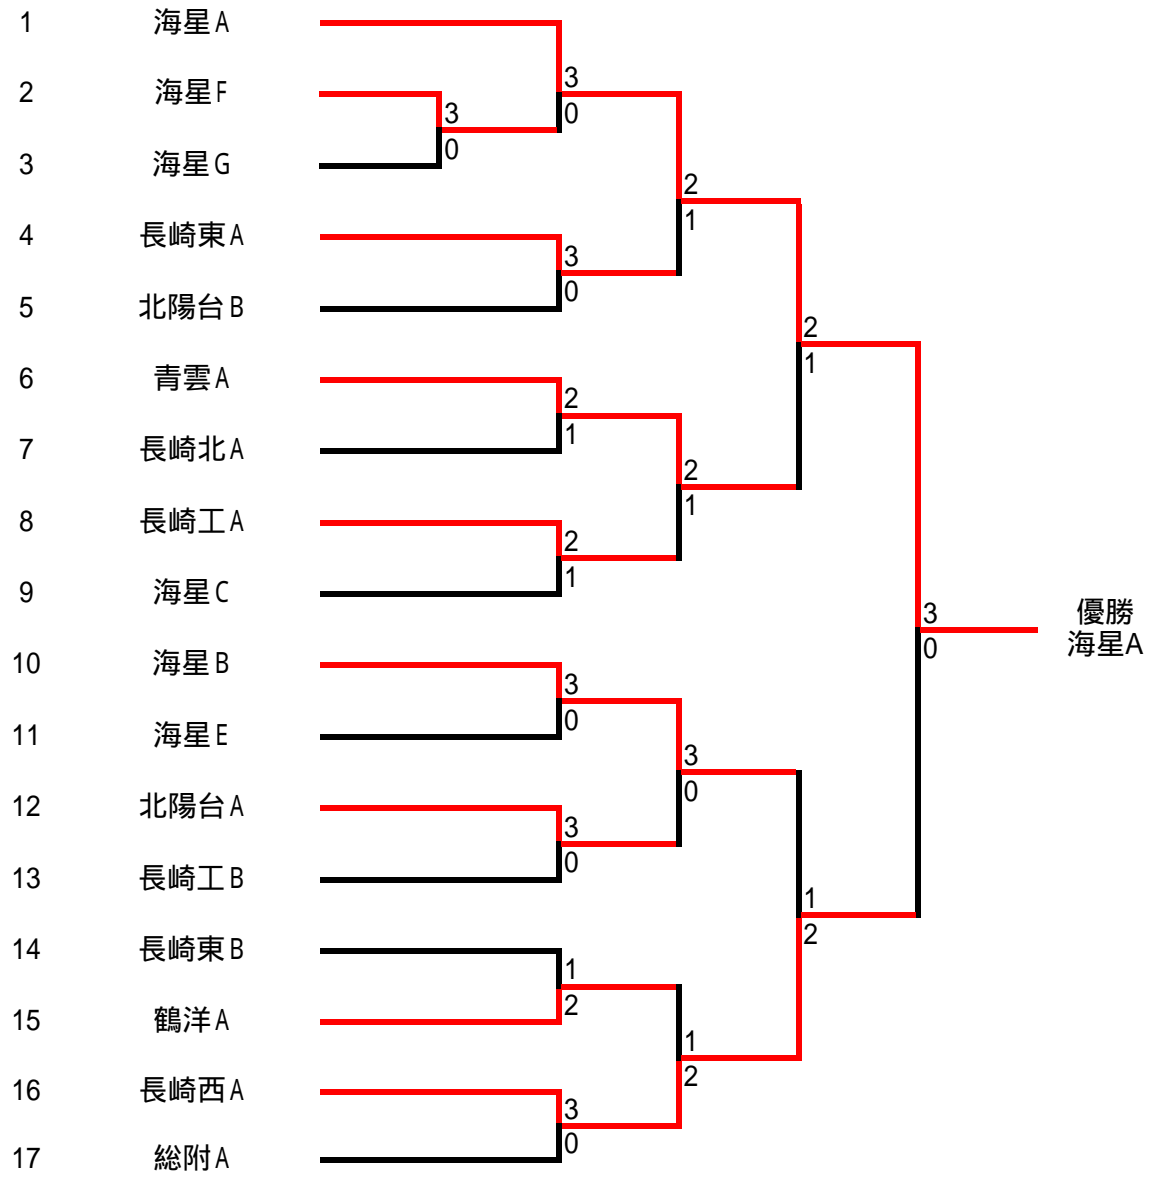 1 海星A
3
2 海星F
3
0
0
3 海星G
2
4 長崎東A
1
3
0
5 北陽台B
2
1
6 青雲A
2
1
7 長崎北A
2
1
8 長崎工A
2
1
9 海星C
3
優勝
0
海星A
10 海星B
3
0
11 海星E
3
0
12 北陽台A
3
0
13 長崎工B
1
2
14 長崎東B
1
2
15 鶴洋A
1
2
16 長崎西A
3
0
17 総附A